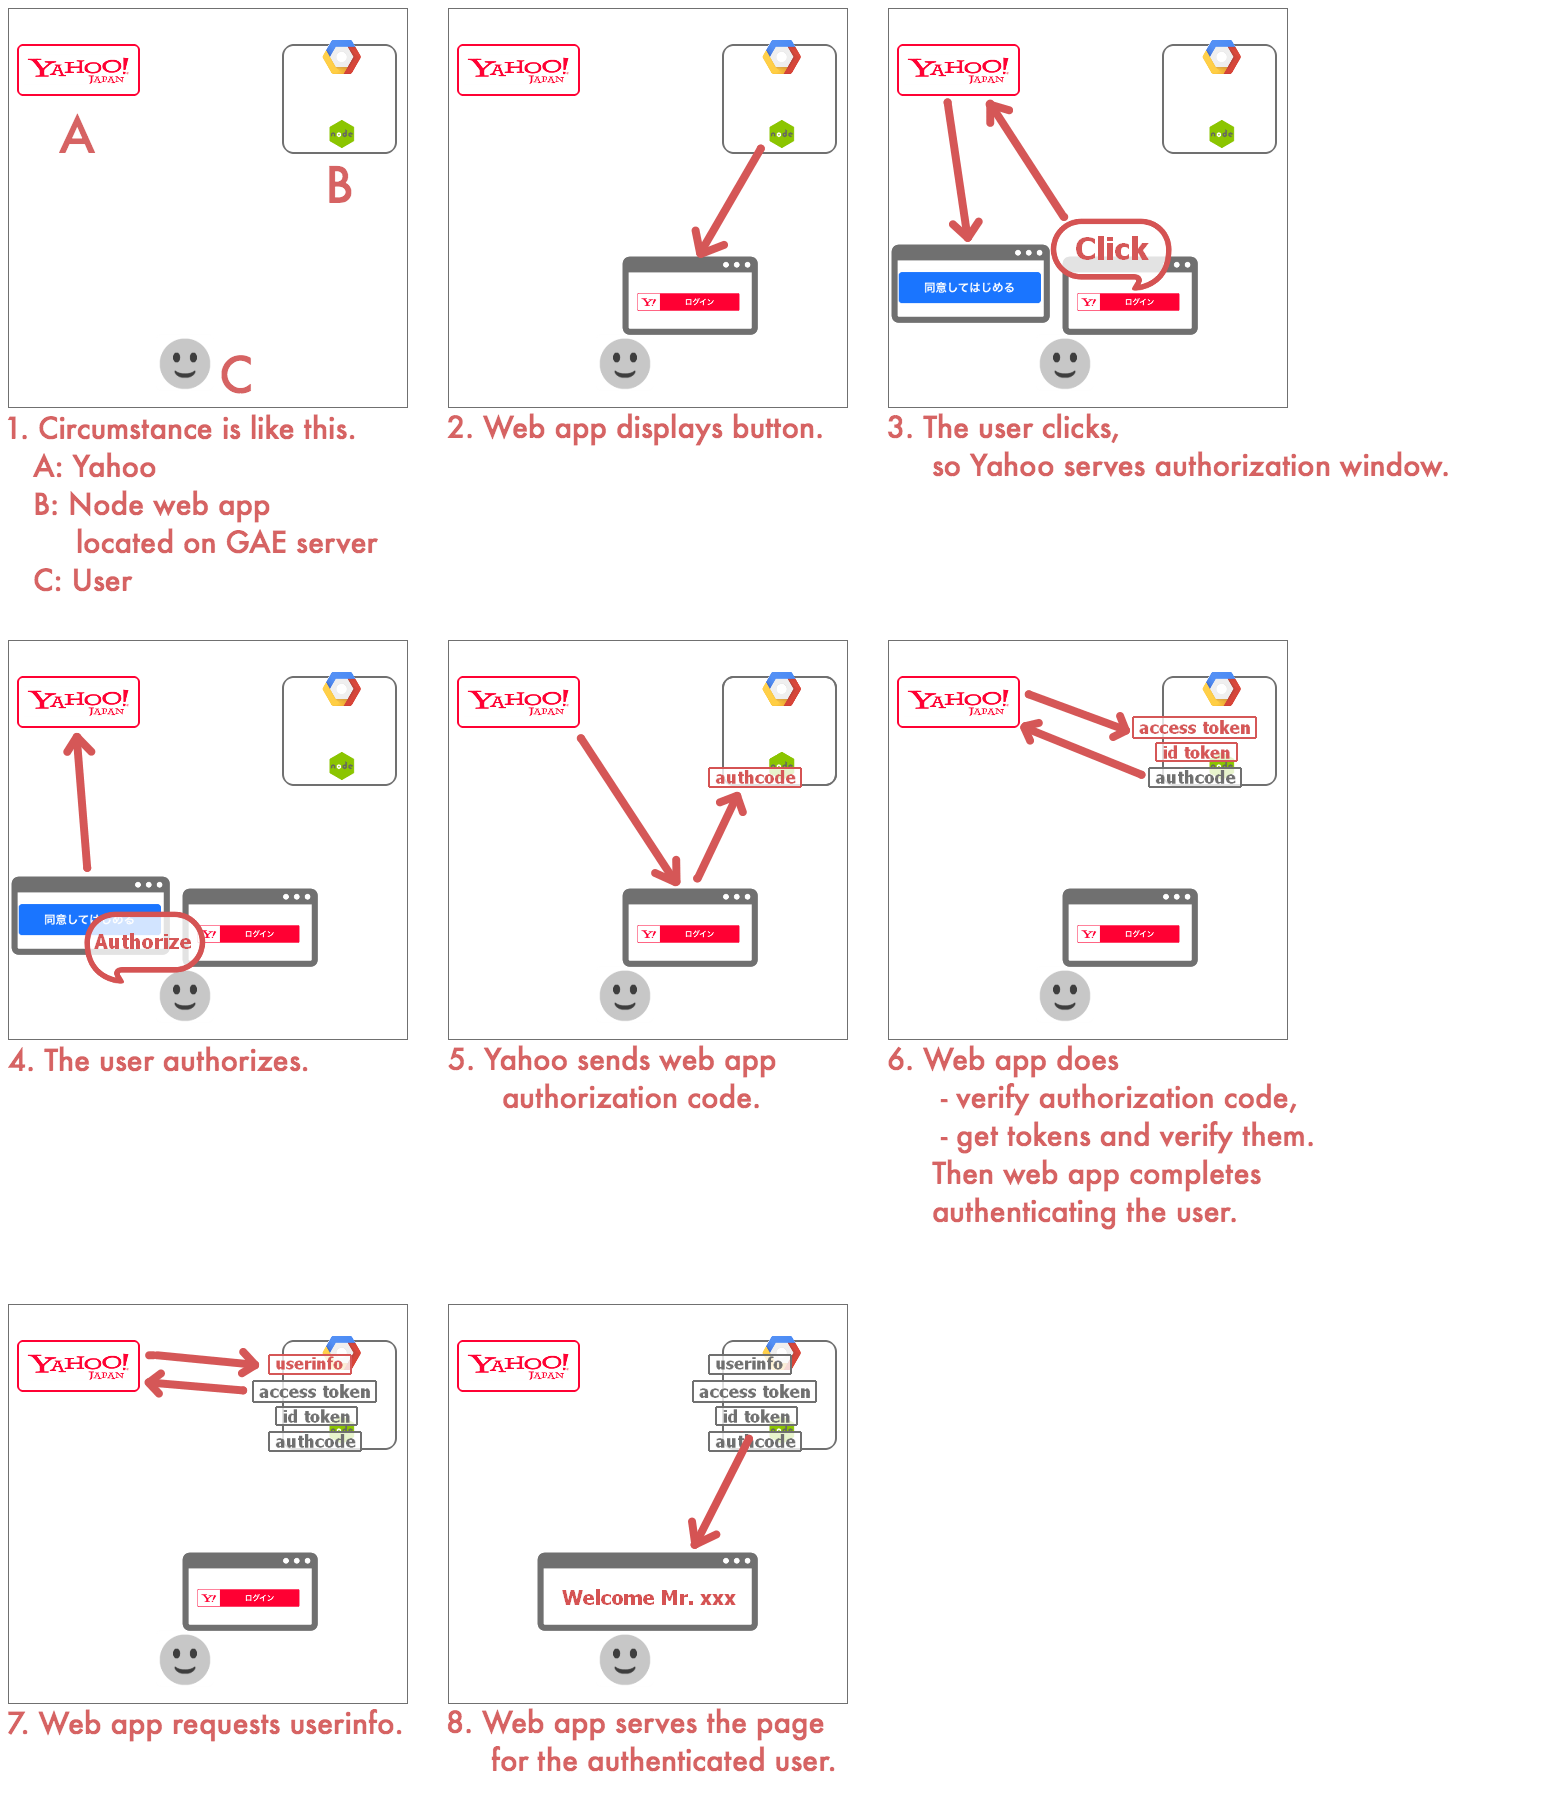 YAHOO!
JAPAN
node
A
B
C
1. Circumstance is like this.
A: Yahoo
B: Node web app
located on GAE server
C: User
YAHOO!
JAPAN
node
Y! ログイン
2. Web app displays button.
YAHOO!
JAPAN
node
Click
同意してはじめる
Y! ログイン
3. The user clicks,
so Yahoo serves authorization window.
YAHOO!
JAPAN
node
同意してはじめる
Authorize
Y! ログイン
4. The user authorizes.
YAHOO!
JAPAN
authcode
Y! ログイン
5. Yahoo sends web app
authorization code.
YAHOO!
JAPAN
access token
id token
authcode
Y! ログイン
6. Web app does
- verify authorization code,
- get tokens and verify them.
Then web app completes
authenticating the user.
YAHOO!
JAPAN
userinfo
access token
id token
authcode
Y! ログイン
7. Web app requests userinfo.
YAHOO!
JAPAN
userinfo
access token
id token
authcode
Welcome Mr. xxx
8. Web app serves the page
for the authenticated user.